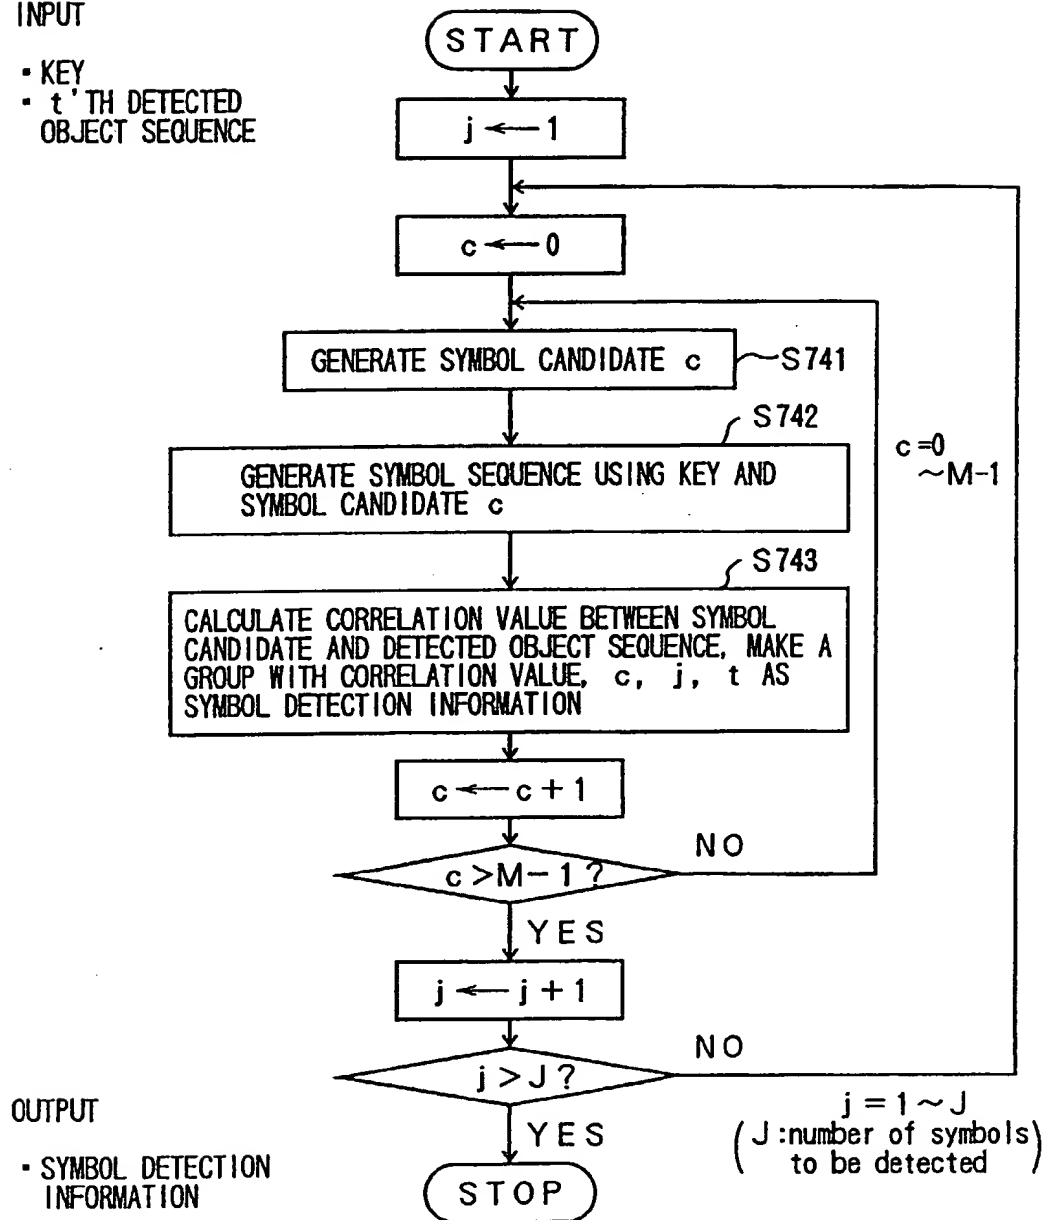 INPUT
▪ KEY
▪ t'TH DETECTED
OBJECT SEQUENCE
START
j ← 1
c ← 0
GENERATE SYMBOL CANDIDATE c
S741
S742
c=0
~M-1
GENERATE SYMBOL SEQUENCE USING KEY AND
SYMBOL CANDIDATE c
S743
CALCULATE CORRELATION VALUE BETWEEN SYMBOL
CANDIDATE AND DETECTED OBJECT SEQUENCE, MAKE A
GROUP WITH CORRELATION VALUE, c, j, t AS
SYMBOL DETECTION INFORMATION
c ← c + 1
c > M - 1 ?
NO
YES
j ← j + 1
j > J ?
NO
YES
j = 1 ~ J
(J :number of symbols
to be detected)
STOP
OUTPUT
▪ SYMBOL DETECTION
INFORMATION